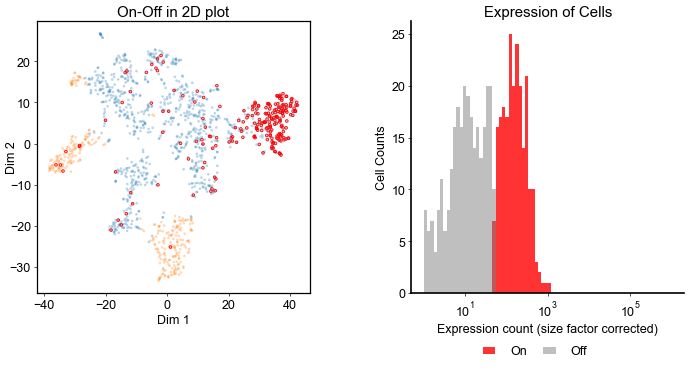 On-Off in 2D plot
20
10
0
−10
−20
−30
Dim 2
−40
−20
0
20
40
Dim 1
Expression of Cells
25
20
15
10
5
0
Cell Counts
10^1
10^3
10^5
Expression count (size factor corrected)
On
Off